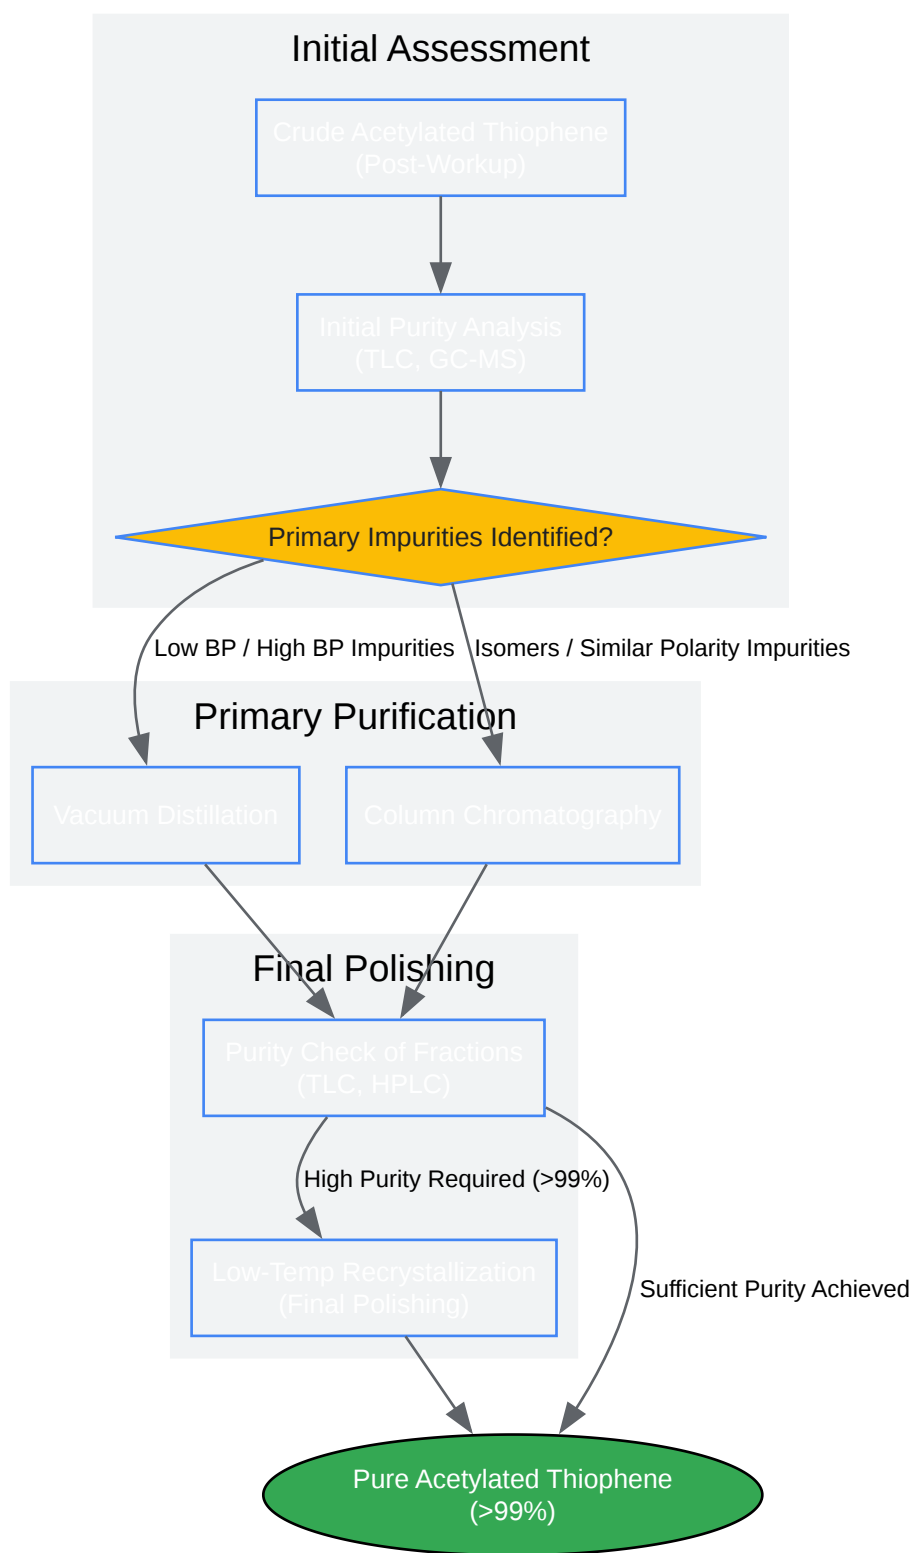 Initial Assessment
Crude Acetylated Thiophene
(Post-Workup)
Initial Purity Analysis
(TLC, GC-MS)
Primary Impurities Identified?
Low BP / High BP Impurities
Isomers / Similar Polarity Impurities
Primary Purification
Vacuum Distillation
Column Chromatography
Final Polishing
Purity Check of Fractions
(TLC, HPLC)
High Purity Required (>99%)
Low-Temp Recrystallization
(Final Polishing)
Sufficient Purity Achieved
Pure Acetylated Thiophene
(>99%)